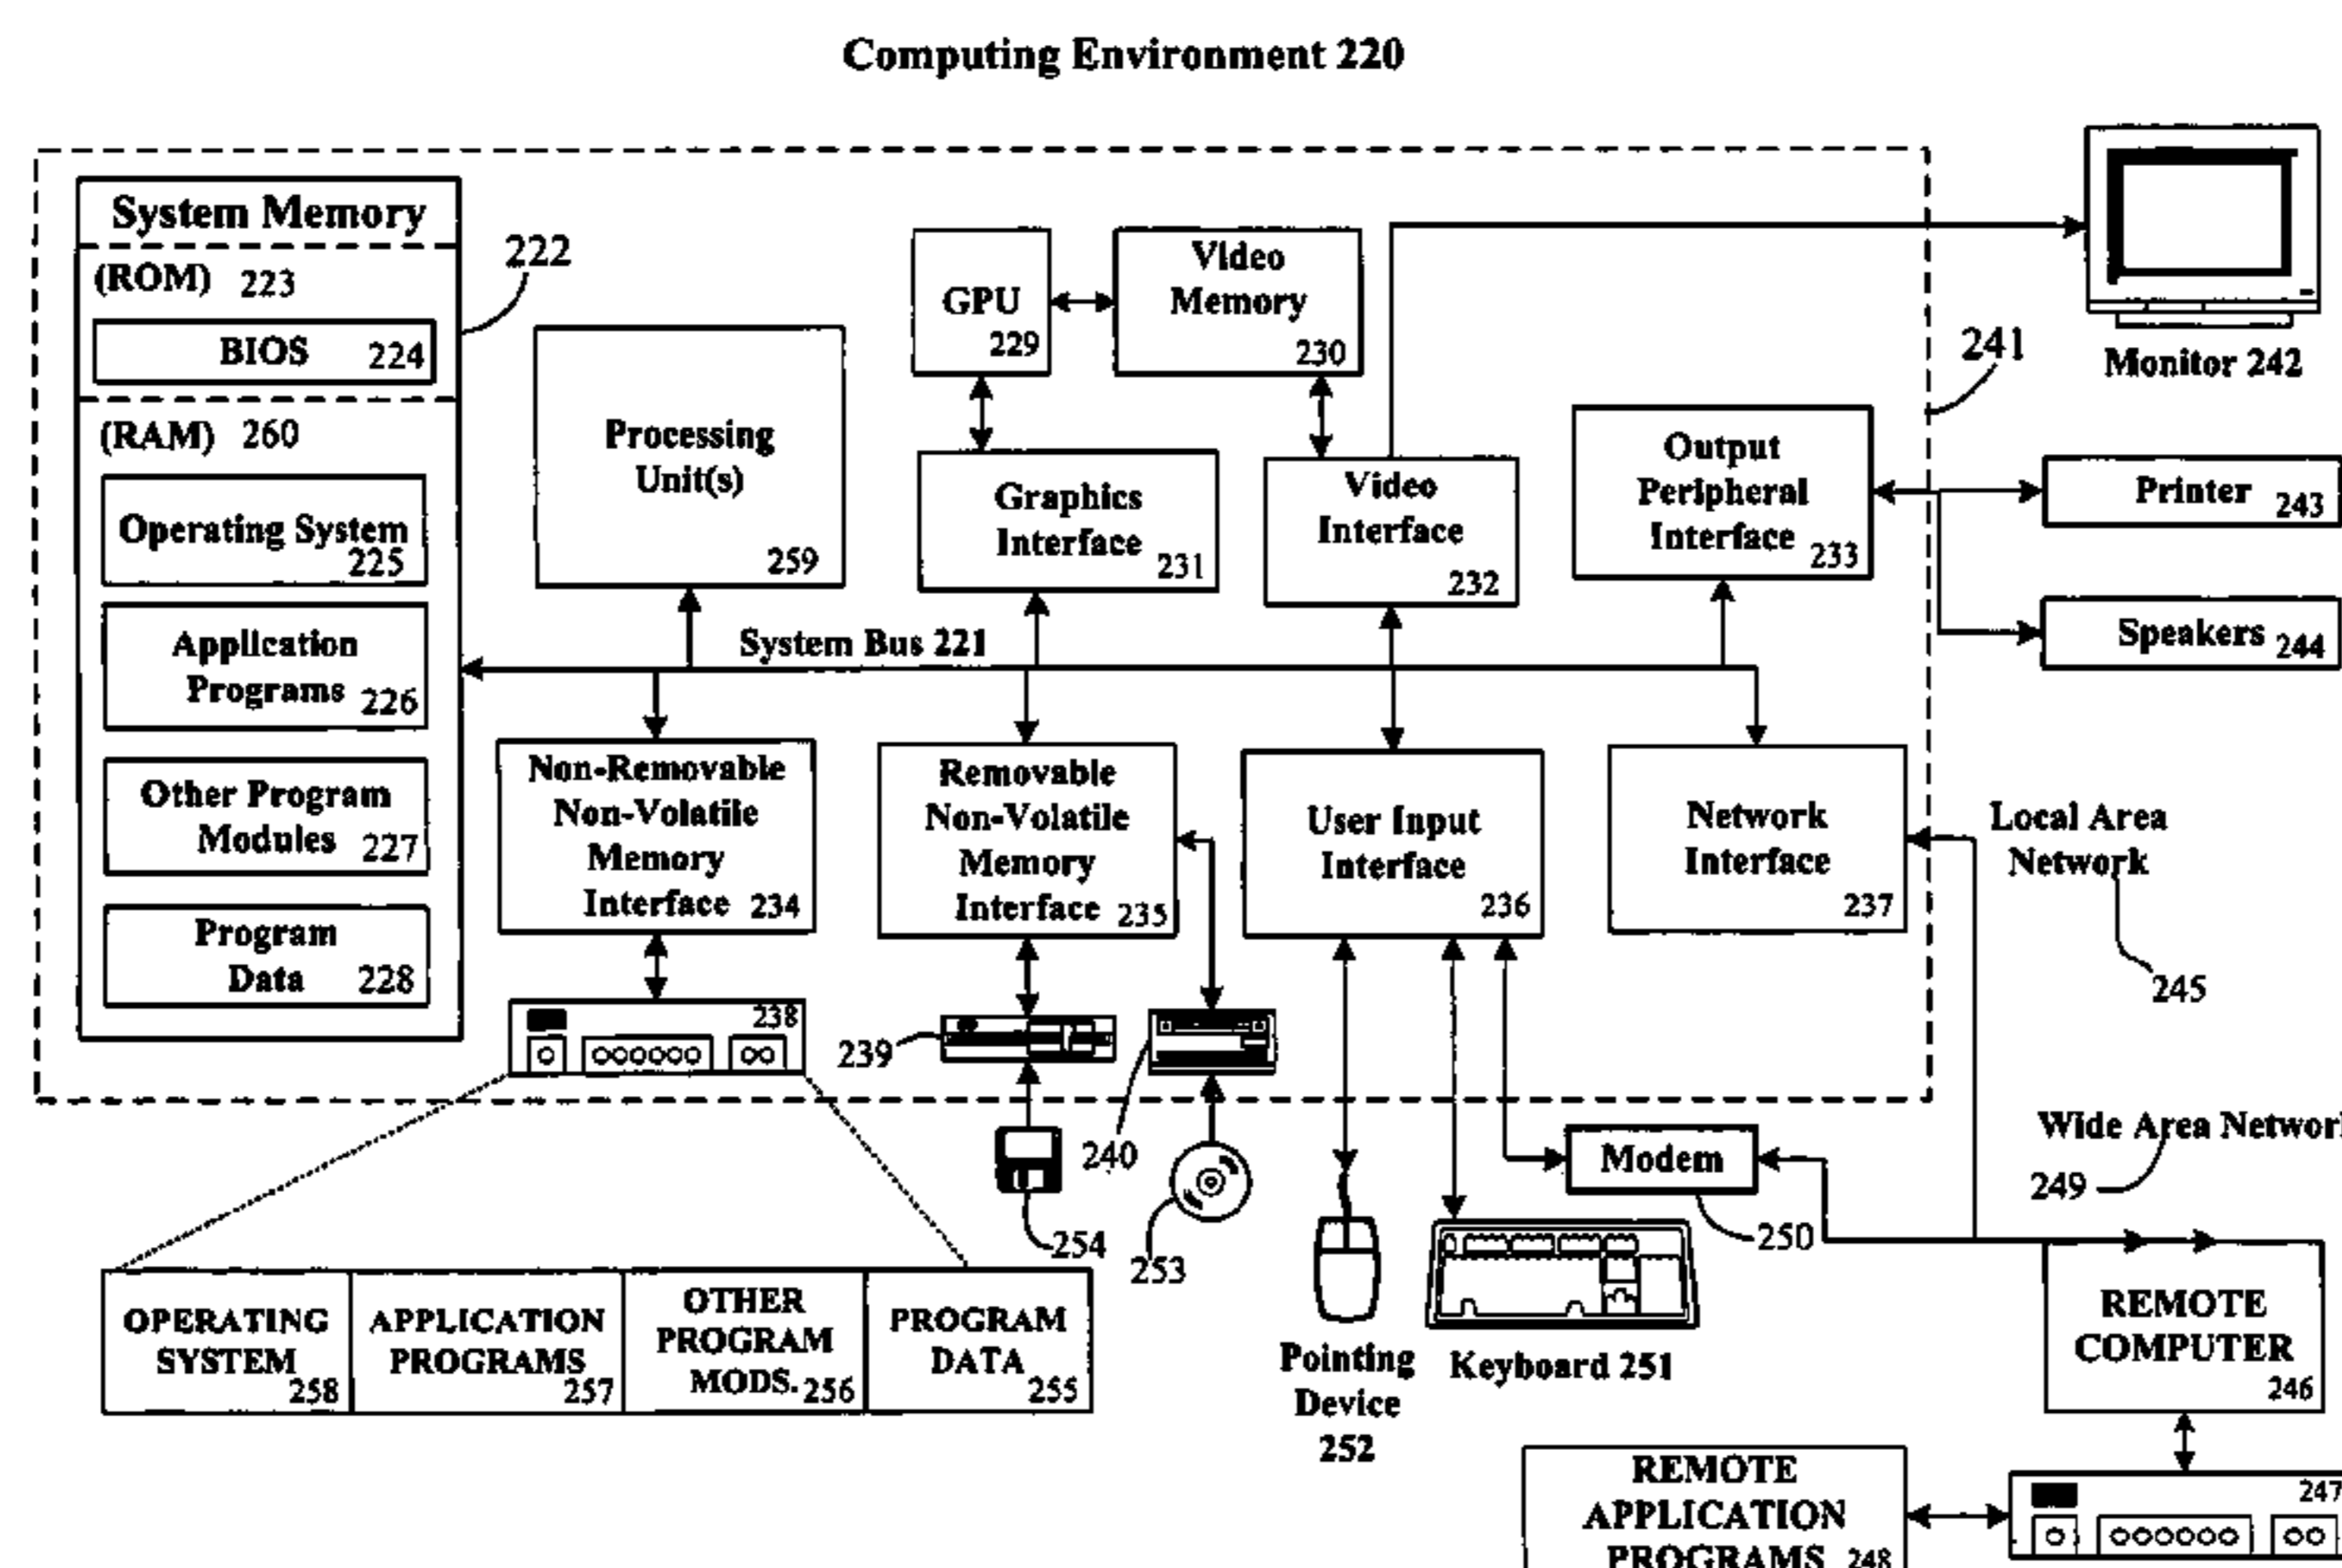 Computing Environment 220
System Memory
(ROM) 223
BIOS 224
222
(RAM) 260
Operating System
225
Application
Programs 226
Other Program
Modules 227
Program
Data 228
Processing
Unit(s)
259
GPU
229
Video
Memory
230
Graphics
Interface
231
Video
Interface
232
Output
Peripheral
Interface 233
241
Monitor 242
Printer 243
Speakers 244
System Bus 221
Non-Removable
Non-Volatile
Memory
Interface 234
Removable
Non-Volatile
Memory
Interface 235
User Input
Interface
236
Network
Interface
237
Local Area
Network
245
238
239
240
254
253
Modem
250
Wide Area
249
OPERATING
SYSTEM
258
APPLICATION
PROGRAMS
257
OTHER
PROGRAM
MODS. 256
PROGRAM
DATA
255
Pointing
Device
252
Keyboard 251
REMOTE
COMPUTER
246
REMOTE
APPLICATION
PROGRAMS 248
247